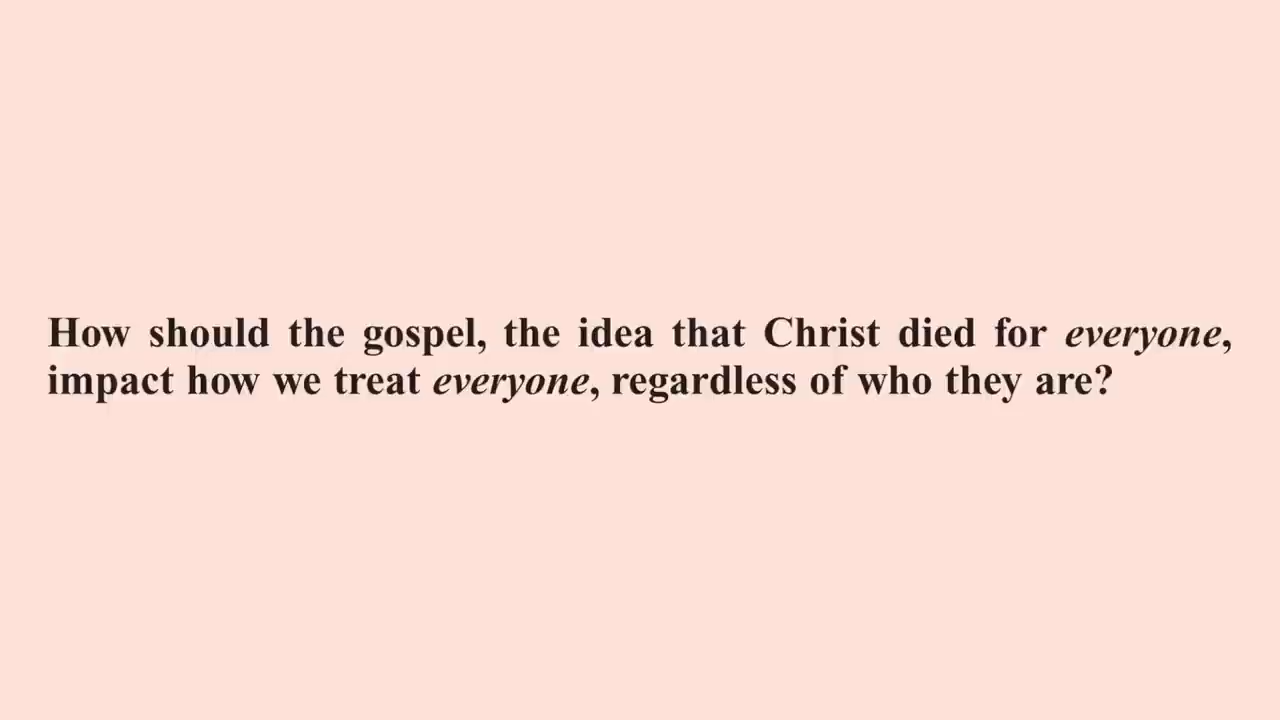 How should the gospel, the idea that Christ died for everyone,
impact how we treat everyone, regardless of who they are?